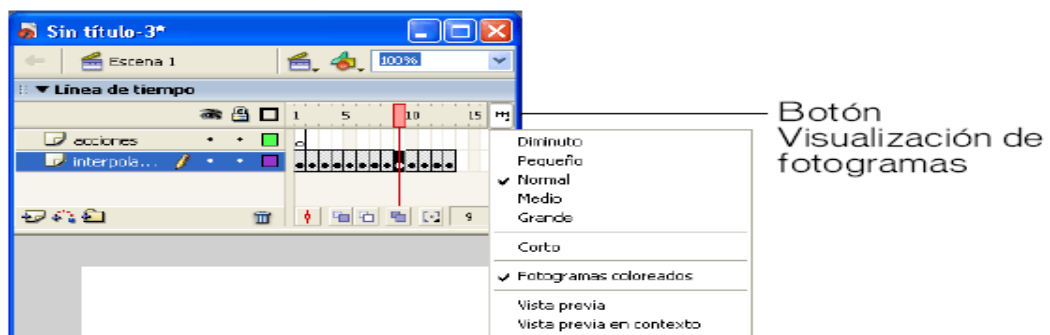 Sin título-3*
Escena 1
100%
Línea de tiempo
1 5 10 15
acciones
interpola...
9
Diminuto
Pequeño
Normal
Medio
Grande
Corto
Fotogramas coloreados
Vista previa
Vista previa en contexto
Botón
Visualización de
fotogramas